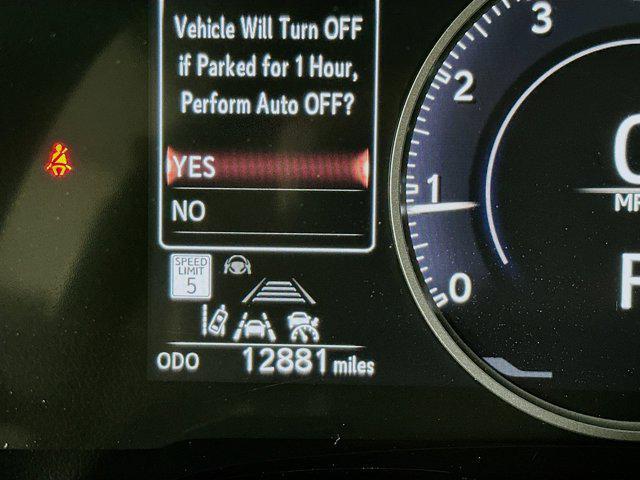 Vehicle Will Turn OFF
if Parked for 1 Hour,
Perform Auto OFF?
YES
NO
SPEED
LIMIT
5
ODO 12881 miles
3
2
1
0